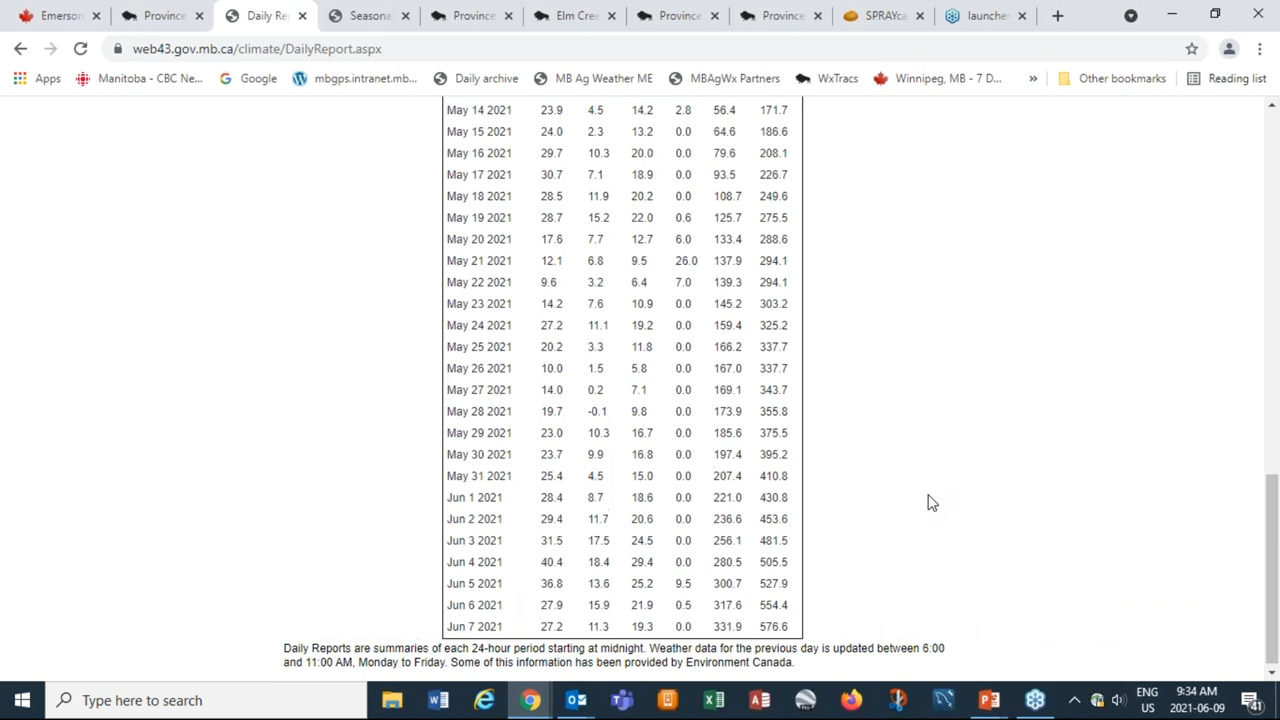 Emerson
Province
Daily Re
Seasonal
Province
Elm Cree
Province
Province
SPRAYca
launcher
web43.gov.mb.ca/climate/DailyReport.aspx
Apps Manitoba - CBC Ne... Google mbgps.intranet.mb... Daily archive MB Ag Weather ME MBAgWx Partners WxTracs Winnipeg, MB - 7 D... » Other bookmarks Reading list
May 14 2021 23.9 4.5 14.2 2.8 56.4 171.7
May 15 2021 24.0 2.3 13.2 0.0 64.6 186.6
May 16 2021 29.7 10.3 20.0 0.0 79.6 208.1
May 17 2021 30.7 7.1 18.9 0.0 93.5 226.7
May 18 2021 28.5 11.9 20.2 0.0 108.7 249.6
May 19 2021 28.7 15.2 22.0 0.6 125.7 275.5
May 20 2021 17.6 7.7 12.7 6.0 133.4 288.6
May 21 2021 12.1 6.8 9.5 26.0 137.9 294.1
May 22 2021 9.6 3.2 6.4 7.0 139.3 294.1
May 23 2021 14.2 7.6 10.9 0.0 145.2 303.2
May 24 2021 27.2 11.1 19.2 0.0 159.4 325.2
May 25 2021 20.2 3.3 11.8 0.0 166.2 337.7
May 26 2021 10.0 1.5 5.8 0.0 167.0 337.7
May 27 2021 14.0 0.2 7.1 0.0 169.1 343.7
May 28 2021 19.7 -0.1 9.8 0.0 173.9 355.8
May 29 2021 23.0 10.3 16.7 0.0 185.6 375.5
May 30 2021 23.7 9.9 16.8 0.0 197.4 395.2
May 31 2021 25.4 4.5 15.0 0.0 207.4 410.8
Jun 1 2021 28.4 8.7 18.6 0.0 221.0 430.8
Jun 2 2021 29.4 11.7 20.6 0.0 236.6 453.6
Jun 3 2021 31.5 17.5 24.5 0.0 256.1 481.5
Jun 4 2021 40.4 18.4 29.4 0.0 280.5 505.5
Jun 5 2021 36.8 13.6 25.2 9.5 300.7 527.9
Jun 6 2021 27.9 15.9 21.9 0.5 317.6 554.4
Jun 7 2021 27.2 11.3 19.3 0.0 331.9 576.6
Daily Reports are summaries of each 24-hour period starting at midnight. Weather data for the previous day is updated between 6:00
and 11:00 AM, Monday to Friday. Some of this information has been provided by Environment Canada.
Type here to search
ENG
US
9:34 AM
2021-06-09
41